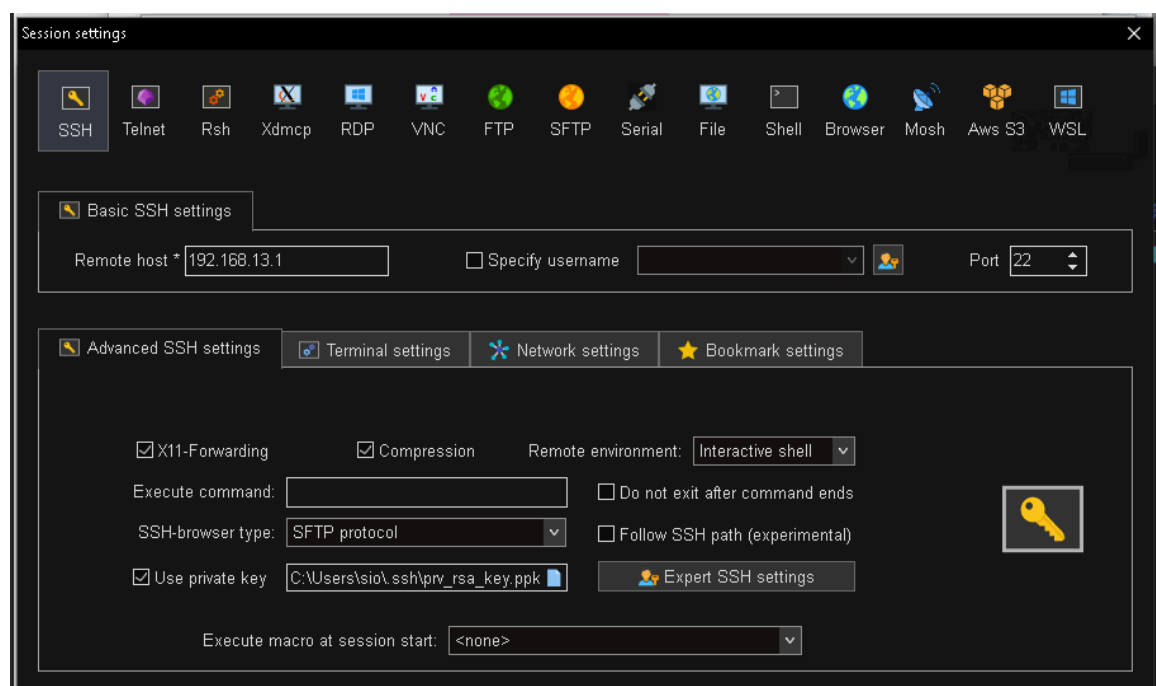 Session settings
SSH Telnet Rsh Xdmcp RDP VNC FTP SFTP Serial File Shell Browser Mosh Aws S3 WSL
Basic SSH settings
Remote host * 192.168.13.1 Specify username Port 22
Advanced SSH settings Terminal settings Network settings Bookmark settings
X11-Forwarding Compression Remote environment: Interactive shell
Execute command: Do not exit after command ends
SSH-browser type: SFTP protocol Follow SSH path (experimental)
Use private key C:\Users\sio\.ssh\prv_rsa_key.ppk Expert SSH settings
Execute macro at session start: <none>